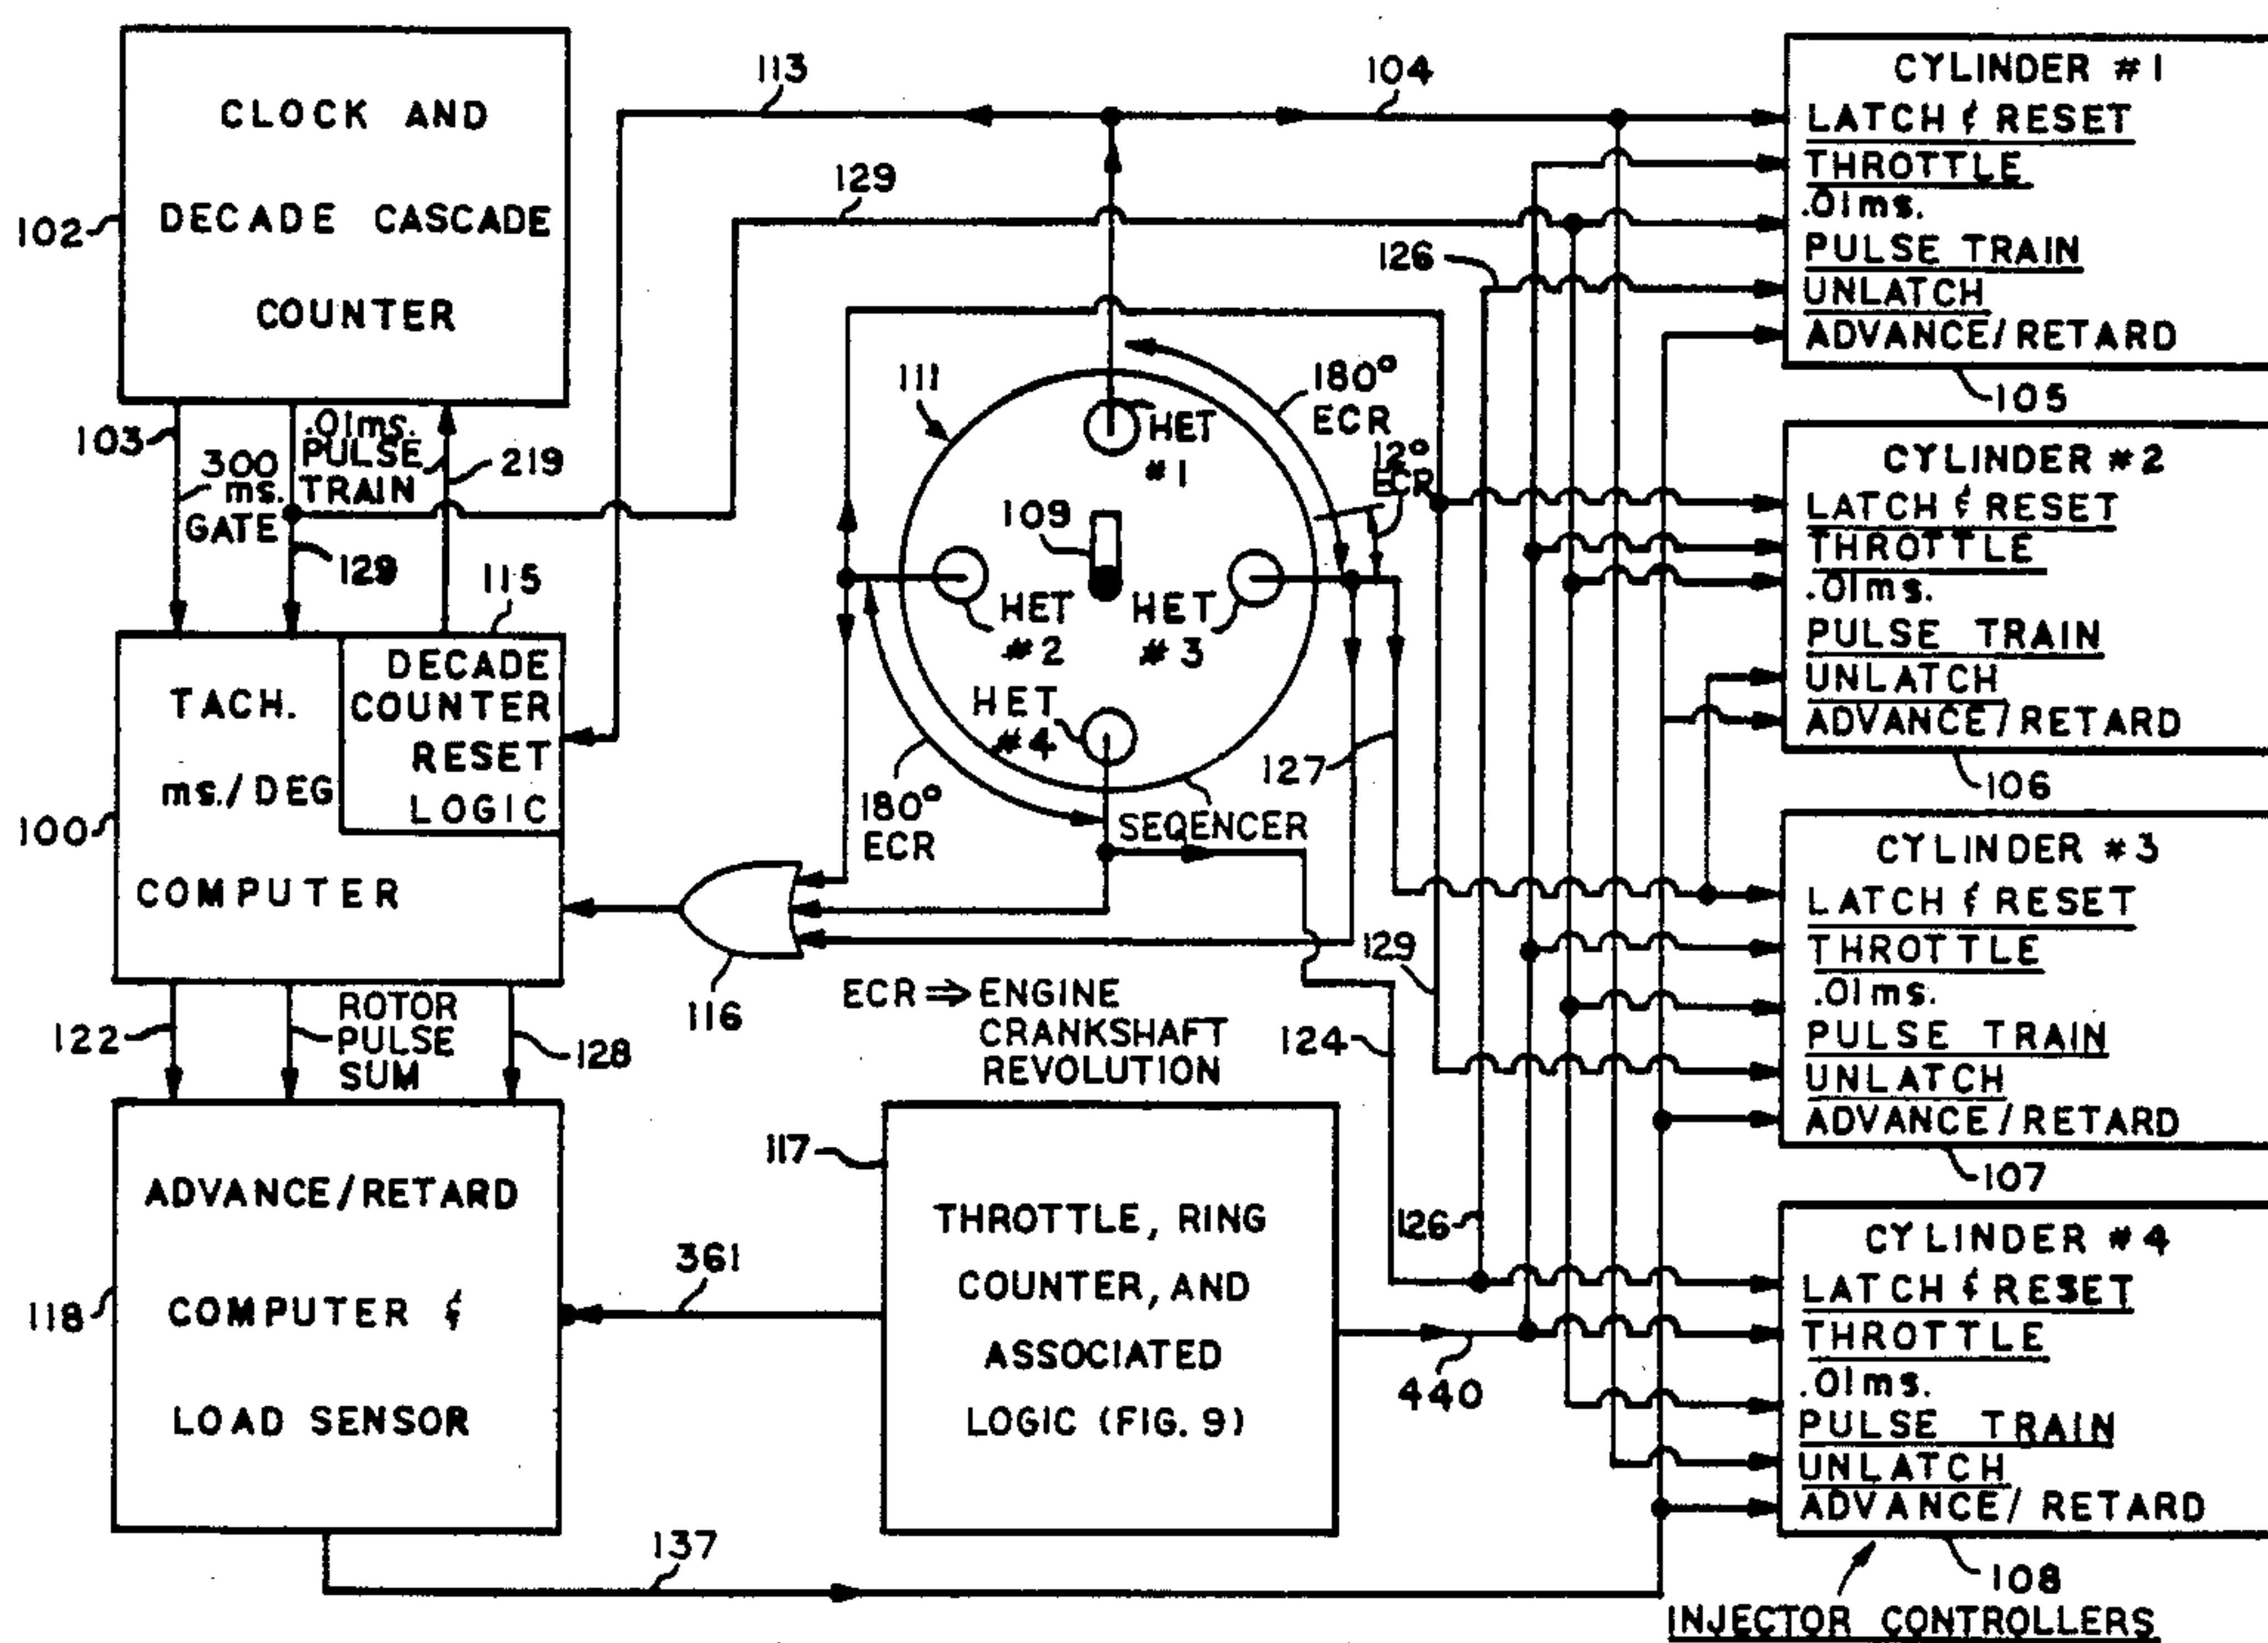 CLOCK AND
DECADE CASCADE
COUNTER
102
103
300
ms.
GATE
.01ms.
PULSE
TRAIN
219
129
115
113
104
129
126
TACH.
ms./DEG
COMPUTER
DECADE
COUNTER
RESET
LOGIC
100
111
HET
#1
109
HET
#2
HET
#3
HET
#4
180°
ECR
12°
ECR
180°
ECR
SEQENCER
127
116
129
124
ECR ⇒ ENGINE
CRANKSHAFT
REVOLUTION
122
ROTOR
PULSE
SUM
128
ADVANCE/RETARD
COMPUTER &
LOAD SENSOR
118
361
117
THROTTLE, RING
COUNTER, AND
ASSOCIATED
LOGIC (FIG. 9)
126
440
137
CYLINDER #1
LATCH & RESET
THROTTLE
.01ms.
PULSE TRAIN
UNLATCH
ADVANCE/RETARD
105
CYLINDER #2
LATCH & RESET
THROTTLE
.01ms.
PULSE TRAIN
UNLATCH
ADVANCE/RETARD
106
CYLINDER #3
LATCH & RESET
THROTTLE
.01ms.
PULSE TRAIN
UNLATCH
ADVANCE/RETARD
107
CYLINDER #4
LATCH & RESET
THROTTLE
.01ms.
PULSE TRAIN
UNLATCH
ADVANCE/RETARD
108
INJECTOR CONTROLLERS